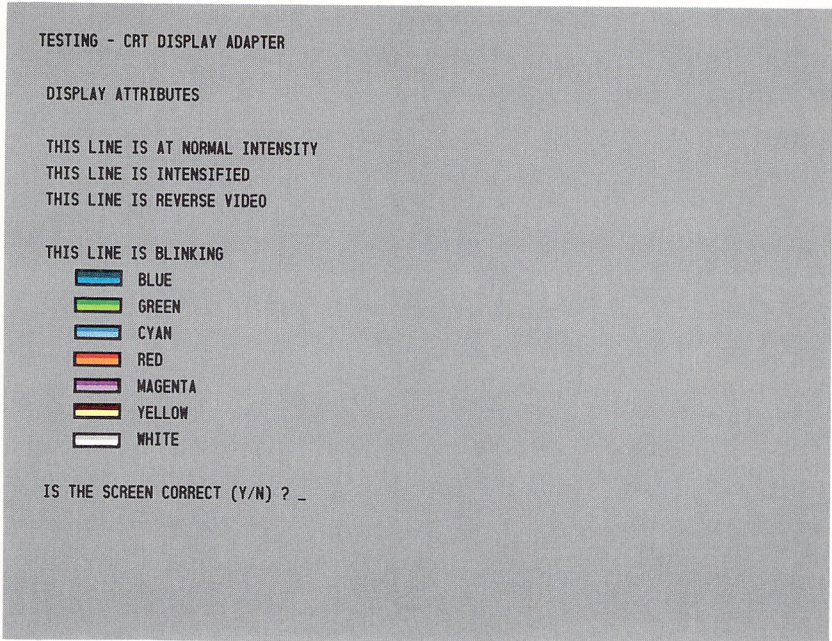 TESTING - CRT DISPLAY ADAPTER
DISPLAY ATTRIBUTES
THIS LINE IS AT NORMAL INTENSITY
THIS LINE IS INTENSIFIED
THIS LINE IS REVERSE VIDEO
THIS LINE IS BLINKING
BLUE
GREEN
CYAN
RED
MAGENTA
YELLOW
WHITE
IS THE SCREEN CORRECT (Y/N) ? _